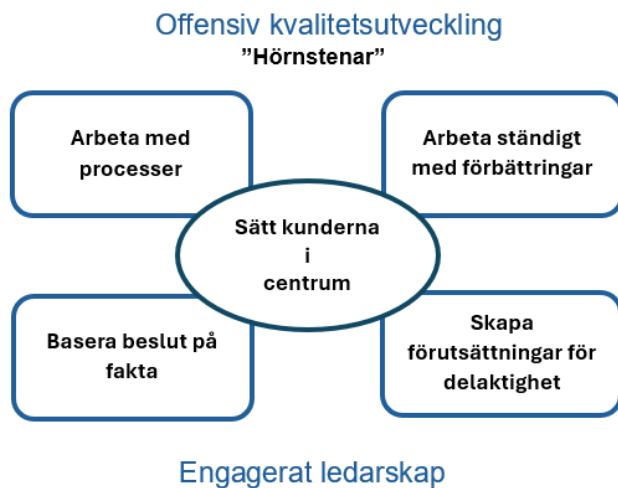 Offensiv kvalitetsutveckling
”Hörnstenar”
Arbeta med
processer
Arbeta ständigt
med förbättringar
Sätt kunderna
i
centrum
Basera beslut på
fakta
Skapa
förutsättningar för
delaktighet
Engagerat ledarskap